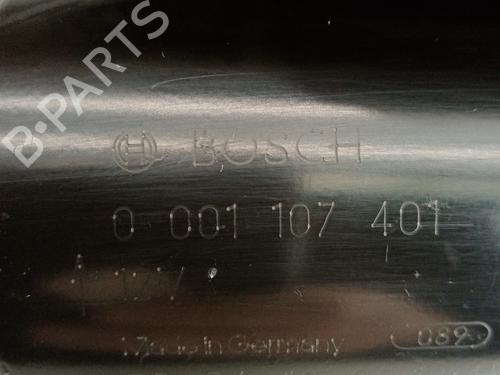 B-PARTS
BOSCH
0 001 107 401
12V
Made in Germany
089